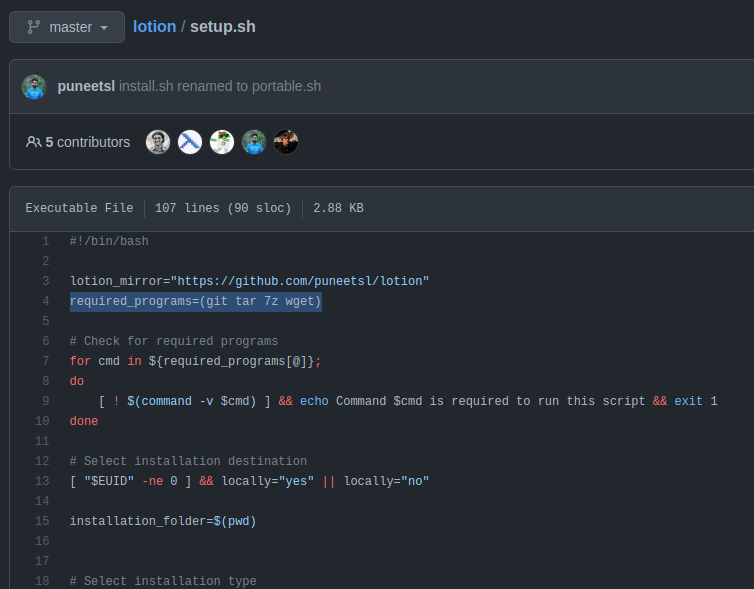 master lotion / setup.sh
puneetsl install.sh renamed to portable.sh
5 contributors
Executable File 107 lines (90 sloc) 2.88 KB
1 #!/bin/bash
2
3 lotion_mirror="https://github.com/puneetsl/lotion"
4 required_programs=(git tar 7z wget)
5
6 # Check for required programs
7 for cmd in ${required_programs[@]};
8 do
9 [ ! $(command -v $cmd) ] && echo Command $cmd is required to run this script && exit 1
10 done
11
12 # Select installation destination
13 [ "$EUID" -ne 0 ] && locally="yes" || locally="no"
14
15 installation_folder=$(pwd)
16
17
18 # Select installation type